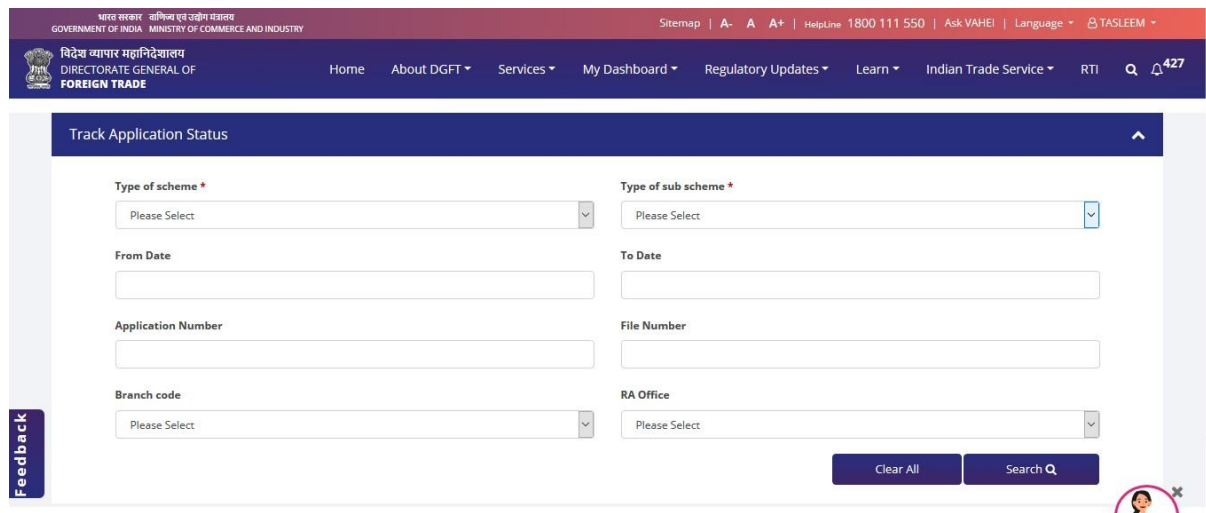 भारत सरकार वाणिज्य एवं उद्योग मंत्रालय
GOVERNMENT OF INDIA MINISTRY OF COMMERCE AND INDUSTRY
Sitemap | A- A A+ | HelpLine 1800 111 550 | Ask VAHEI | Language TASLEEM
विदेश व्यापार महानिदेशालय
DIRECTORATE GENERAL OF
FOREIGN TRADE
Home About DGFT Services My Dashboard Regulatory Updates Learn Indian Trade Service RTI 427
Track Application Status
Type of scheme * Type of sub scheme *
Please Select Please Select
From Date To Date
Application Number File Number
Branch code RA Office
Please Select Please Select
Clear All Search
Feedback